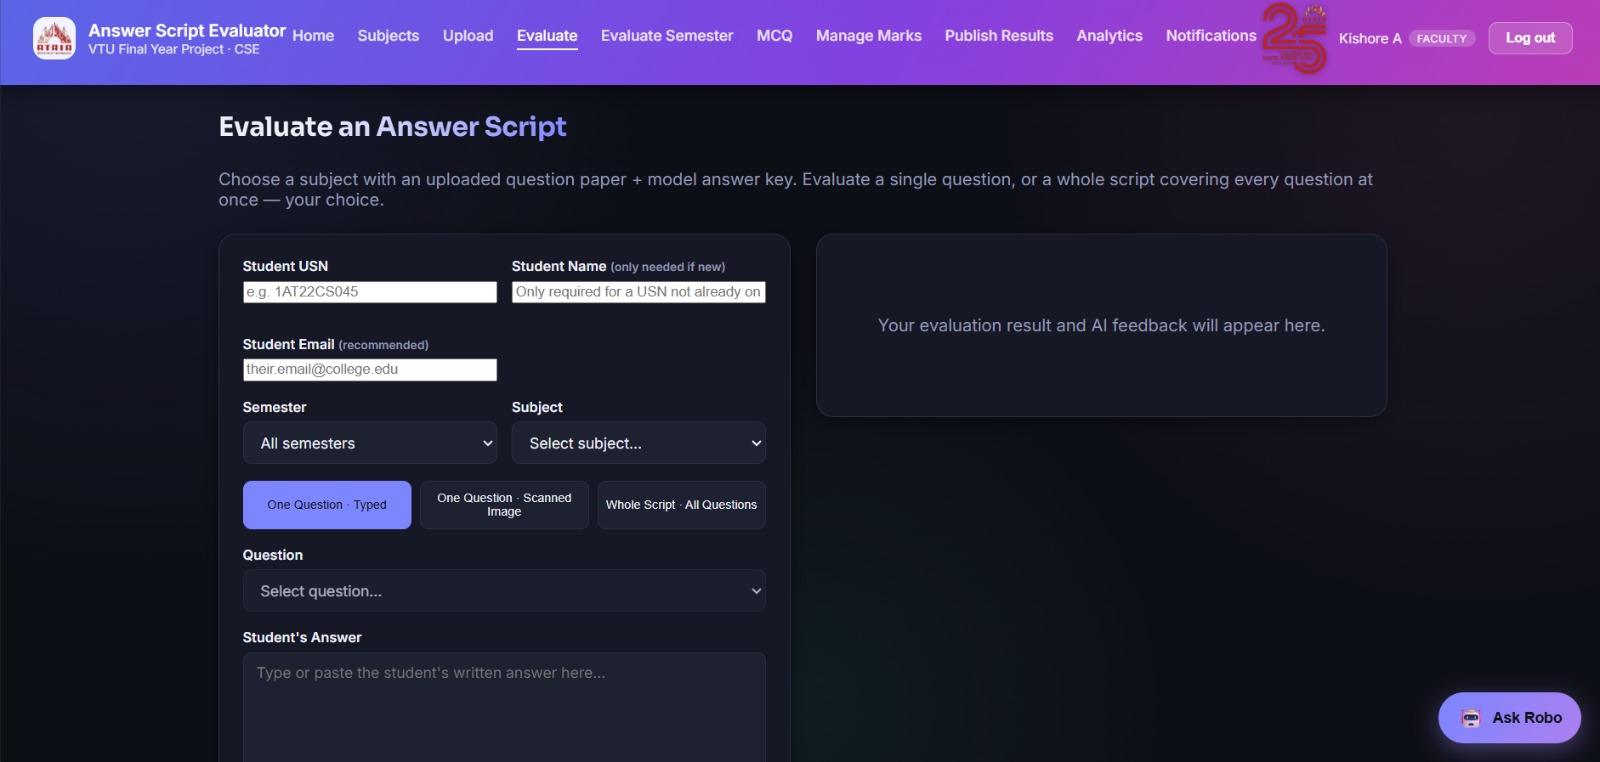 Answer Script Evaluator
VTU Final Year Project · CSE
Home Subjects Upload Evaluate Evaluate Semester MCQ Manage Marks Publish Results Analytics Notifications
25
Kishore A FACULTY Log out
ATRIA
Evaluate an Answer Script
Choose a subject with an uploaded question paper + model answer key. Evaluate a single question, or a whole script covering every question at
once — your choice.
Student USN
e.g. 1AT22CS045
Student Name (only needed if new)
Only required for a USN not already on
Student Email (recommended)
their.email@college.edu
Semester
All semesters
Subject
Select subject...
One Question · Typed
One Question · Scanned
Image
Whole Script · All Questions
Question
Select question...
Student's Answer
Type or paste the student's written answer here...
Your evaluation result and AI feedback will appear here.
Ask Robo